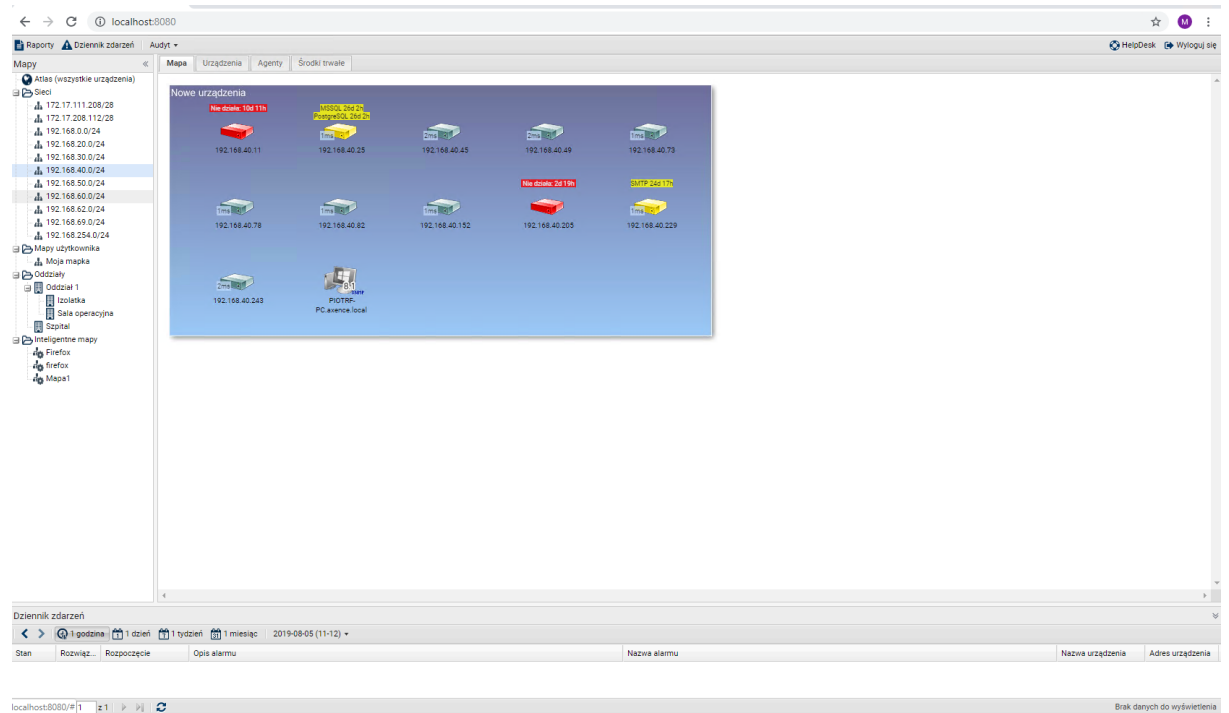 localhost:8080
M
Raporty Dziennik zdarzeń Audyt
HelpDesk Wyloguj się
Mapy
Mapa Urządzenia Agenty Środki trwałe
Atlas (wszystkie urządzenia)
Sieci
172.17.111.208/28
172.17.208.112/28
192.168.0.0/24
192.168.20.0/24
192.168.30.0/24
192.168.40.0/24
192.168.50.0/24
192.168.60.0/24
192.168.62.0/24
192.168.69.0/24
192.168.254.0/24
Mapy użytkownika
Moja mapka
Oddziały
Oddział 1
Izolatka
Sala operacyjna
Szpital
Inteligentne mapy
Firefox
firefox
Mapa1
Nowe urządzenia
Nie działa: 10d 11h
MSSQL 26d 2h
PostgreSQL 26d 2h
1ms 2ms 2ms 1ms
192.168.40.11 192.168.40.25 192.168.40.45 192.168.40.49 192.168.40.73
Nie działa: 2d 19h SMTP 24d 17h
1ms 1ms 1ms 1ms
192.168.40.78 192.168.40.82 192.168.40.152 192.168.40.205 192.168.40.229
2ms 8.1
192.168.40.243 PIOTRF-
PC.axence.local
Dziennik zdarzeń
1 godzina 1 dzień 1 tydzień 31 1 miesiąc 2019-08-05 (11-12)
Stan Rozwiąz... Rozpoczęcie Opis alarmu Nazwa alarmu Nazwa urządzenia Adres urządzenia
localhost:8080/# 1 z 1 Brak danych do wyświetlenia